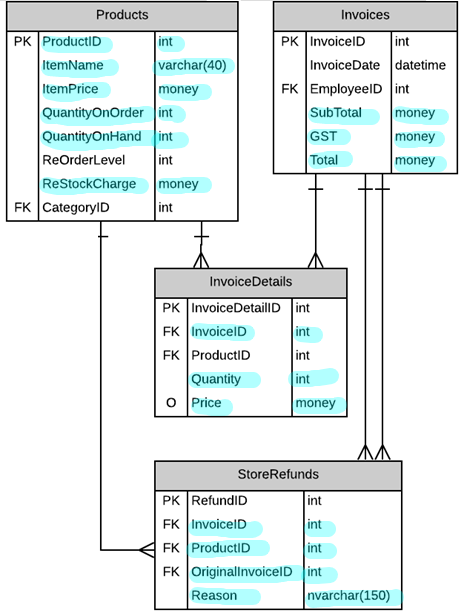 Products
PK ProductID int
ItemName varchar(40)
ItemPrice money
QuantityOnOrder int
QuantityOnHand int
ReOrderLevel int
ReStockCharge money
FK CategoryID int
Invoices
PK InvoiceID int
InvoiceDate datetime
FK EmployeeID int
SubTotal money
GST money
Total money
InvoiceDetails
PK InvoiceDetailID int
FK InvoiceID int
FK ProductID int
Quantity int
O Price money
StoreRefunds
PK RefundID int
FK InvoiceID int
FK ProductID int
FK OriginalInvoiceID int
Reason nvarchar(150)